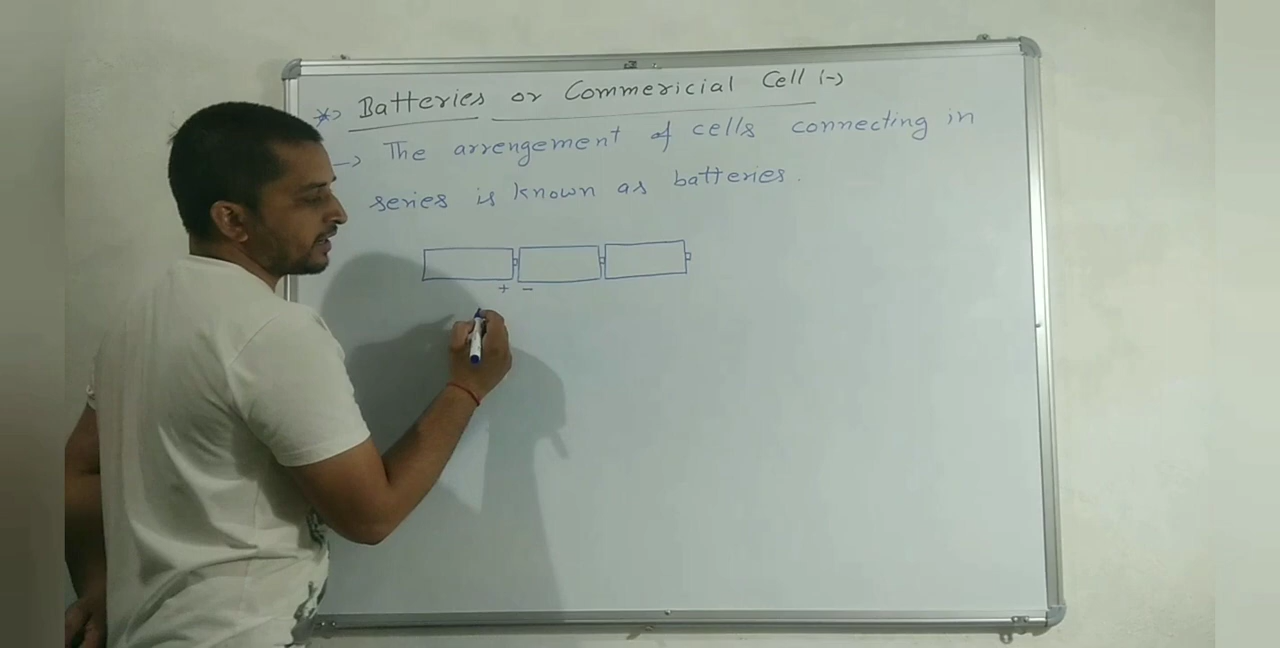 *→ Batteries or Commericial Cell :→
→ The arrengement of cells connecting in
series is known as batteries.
+ −